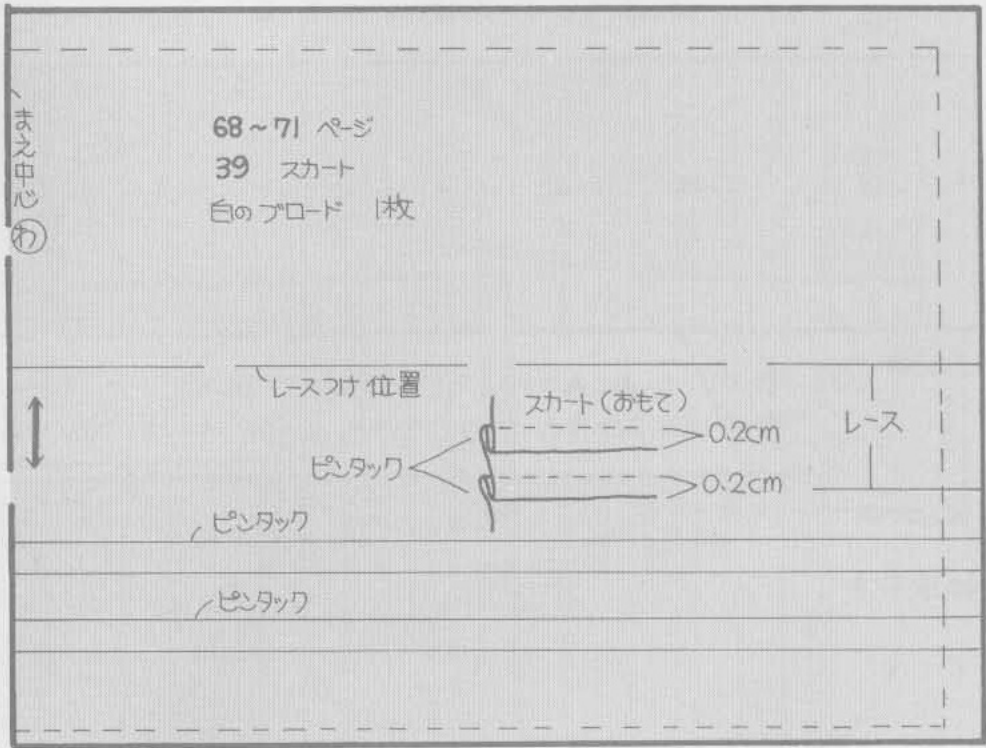 まえ中心
わ
68～71 ページ
39 スカート
白の ブロード 1枚
レースつけ 位置
スカート(おもて)
ピンタック
0.2cm
0.2cm
レース
ピンタック
ピンタック